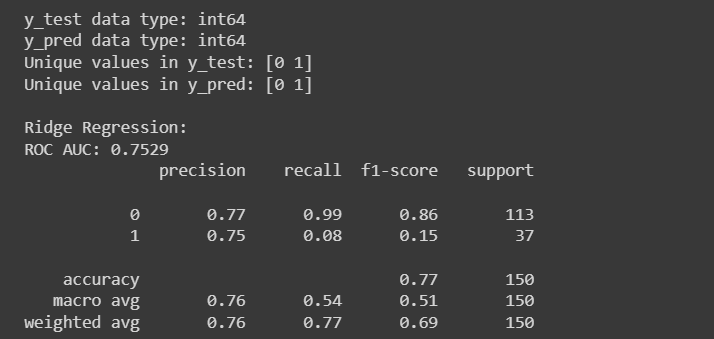 y_test data type: int64
y_pred data type: int64
Unique values in y_test: [0 1]
Unique values in y_pred: [0 1]
Ridge Regression:
ROC AUC: 0.7529
precision recall f1-score support
0 0.77 0.99 0.86 113
1 0.75 0.08 0.15 37
accuracy 0.77 150
macro avg 0.76 0.54 0.51 150
weighted avg 0.76 0.77 0.69 150